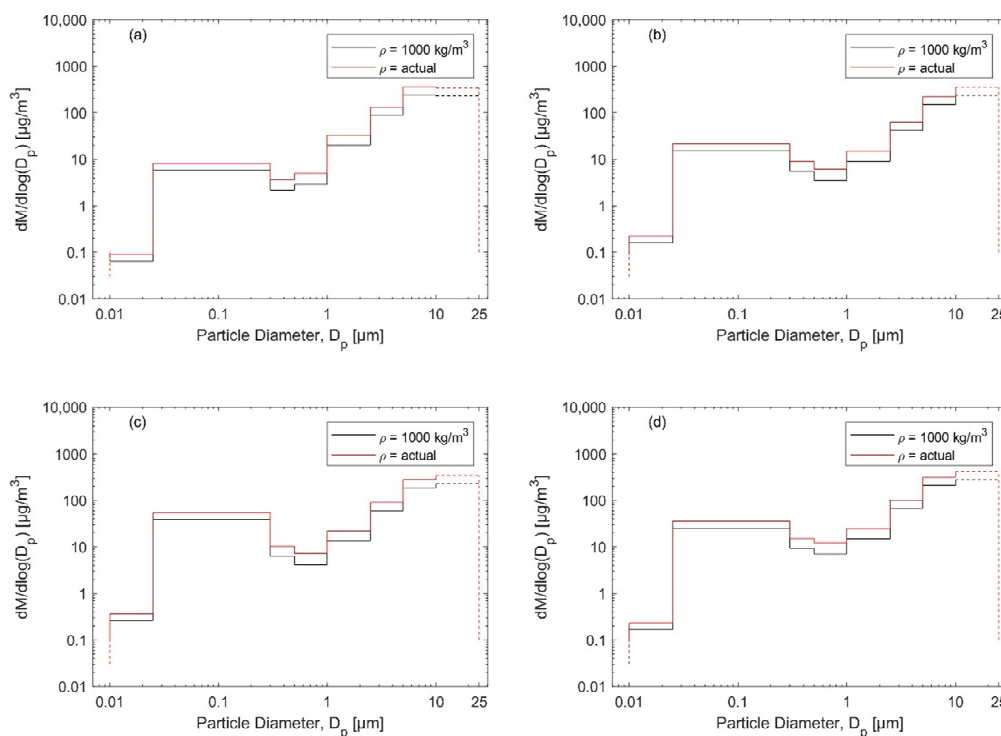 10,000
(a)
ρ = 1000 kg/m³
ρ = actual
1000
100
10
1
0.1
0.01
dM/dlog(Dₚ) [µg/m³]
0.01
0.1
1
10
25
Particle Diameter, Dₚ [µm]
10,000
(b)
ρ = 1000 kg/m³
ρ = actual
1000
100
10
1
0.1
0.01
dM/dlog(Dₚ) [µg/m³]
0.01
0.1
1
10
25
Particle Diameter, Dₚ [µm]
10,000
(c)
ρ = 1000 kg/m³
ρ = actual
1000
100
10
1
0.1
0.01
dM/dlog(Dₚ) [µg/m³]
0.01
0.1
1
10
25
Particle Diameter, Dₚ [µm]
10,000
(d)
ρ = 1000 kg/m³
ρ = actual
1000
100
10
1
0.1
0.01
dM/dlog(Dₚ) [µg/m³]
0.01
0.1
1
10
25
Particle Diameter, Dₚ [µm]